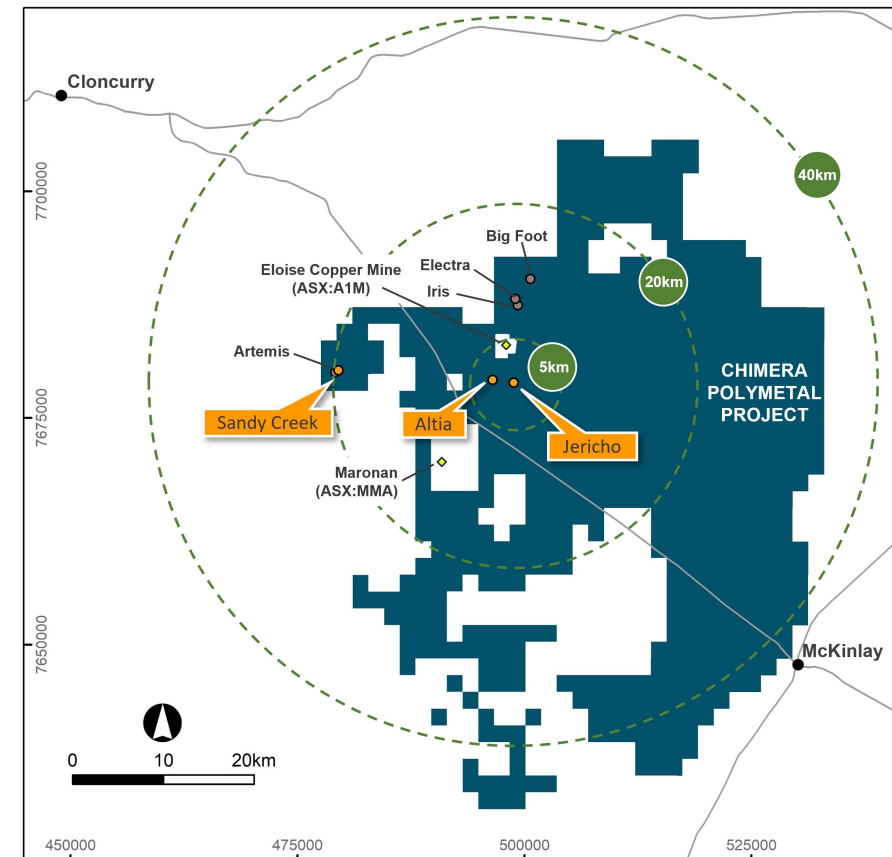 Cloncurry
40km
7700000
Big Foot
Electra
Eloise Copper Mine
(ASX:A1M)
Iris
20km
Artemis
5km
CHIMERA
POLYMETAL
PROJECT
7675000
Sandy Creek
Altia
Jericho
Maronan
(ASX:MMA)
7650000
McKinlay
0 10 20km
450000 475000 500000 525000